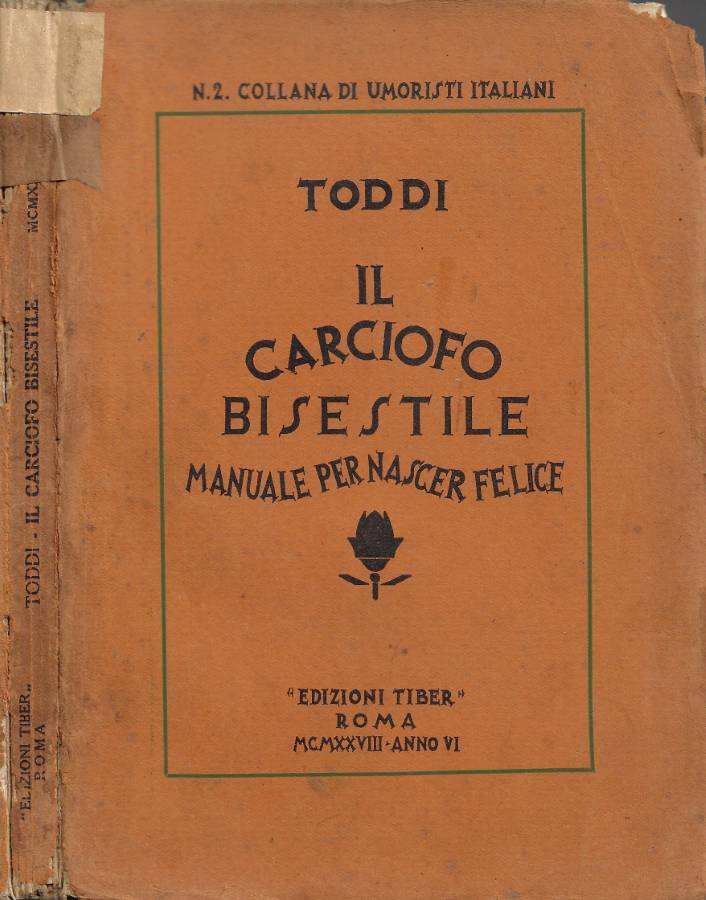 N.2. COLLANA DI UMORISTI ITALIANI
TODDI
IL
CARCIOFO
BISESTILE
MANUALE PER NASCER FELICE
"EDIZIONI TIBER"
ROMA
MCMXXVIII-ANNO VI
"EDIZIONI TIBER„
ROMA
TODDI - IL CARCIOFO BISESTILE